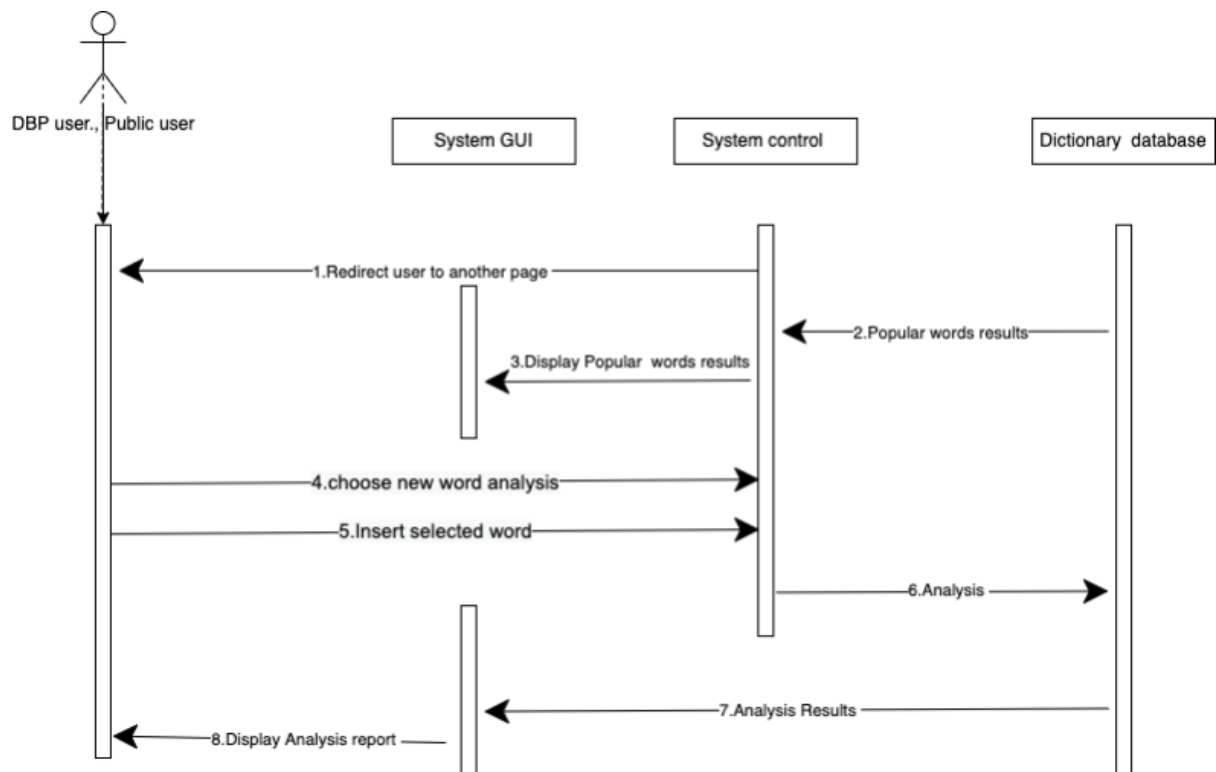 DBP user., Public user
System GUI
System control
Dictionary database
1.Redirect user to another page
2.Popular words results
3.Display Popular words results
4.choose new word analysis
5.Insert selected word
6.Analysis
7.Analysis Results
8.Display Analysis report